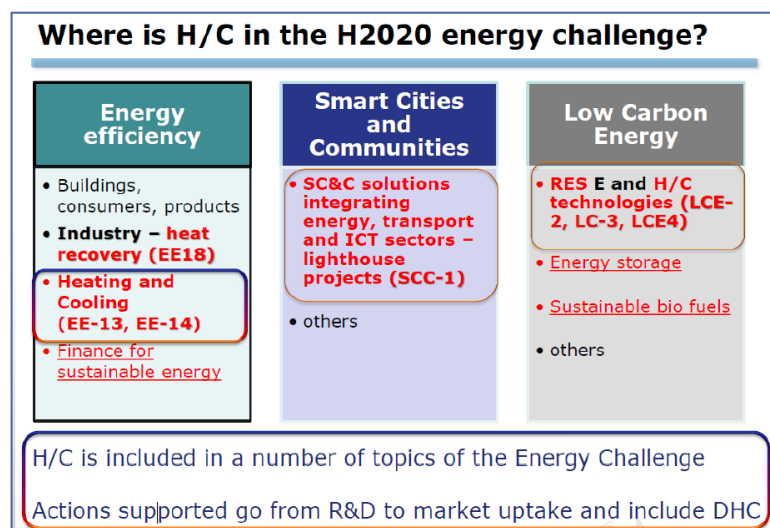 Where is H/C in the H2020 energy challenge?
Energy
efficiency
• Buildings,
consumers, products
• Industry – heat
recovery (EE18)
• Heating and
Cooling
(EE-13, EE-14)
• Finance for
sustainable energy
Smart Cities
and
Communities
• SC&C solutions
integrating
energy, transport
and ICT sectors –
lighthouse
projects (SCC-1)
• others
Low Carbon
Energy
• RES E and H/C
technologies (LCE-
2, LC-3, LCE4)
• Energy storage
• Sustainable bio fuels
• others
H/C is included in a number of topics of the Energy Challenge
Actions supported go from R&D to market uptake and include DHC